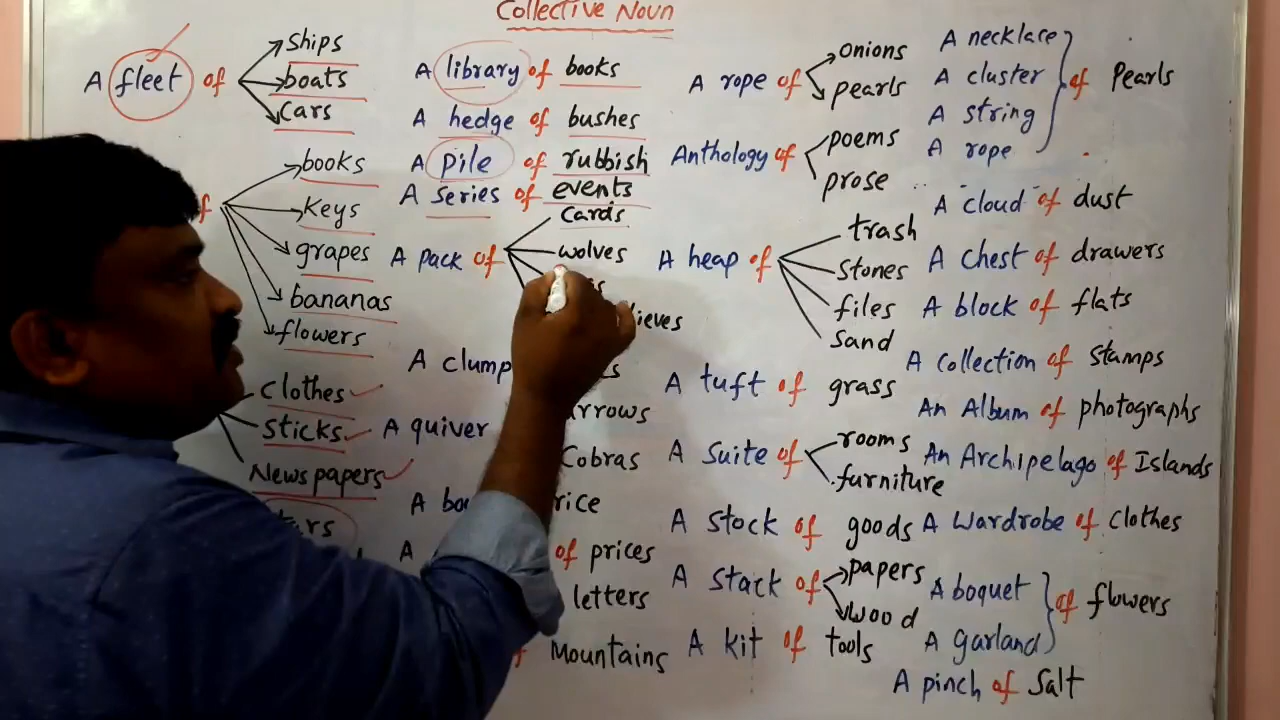 Collective Noun
A fleet of
ships
boats
cars
of
books
keys
grapes
bananas
flowers
clothes
sticks
News papers
A library of books
A hedge of bushes
A pile of rubbish
A series of events
A pack of
cards
wolves
A clump
A quiver
Cobras
A
rice
A
of prices
letters
Mountains
A rope of
onions
pearls
Anthology of
poems
prose
A heap of
trash
stones
files
sand
A tuft of grass
A suite of
rooms
furniture
A stock of goods
A stack of
papers
wood
A kit of tools
A necklace
A cluster
A string
A rope
of Pearls
A cloud of dust
A chest of drawers
A block of flats
A collection of stamps
An Album of photographs
An Archipelago of Islands
A wardrobe of clothes
A boquet
A garland
of flowers
A pinch of salt